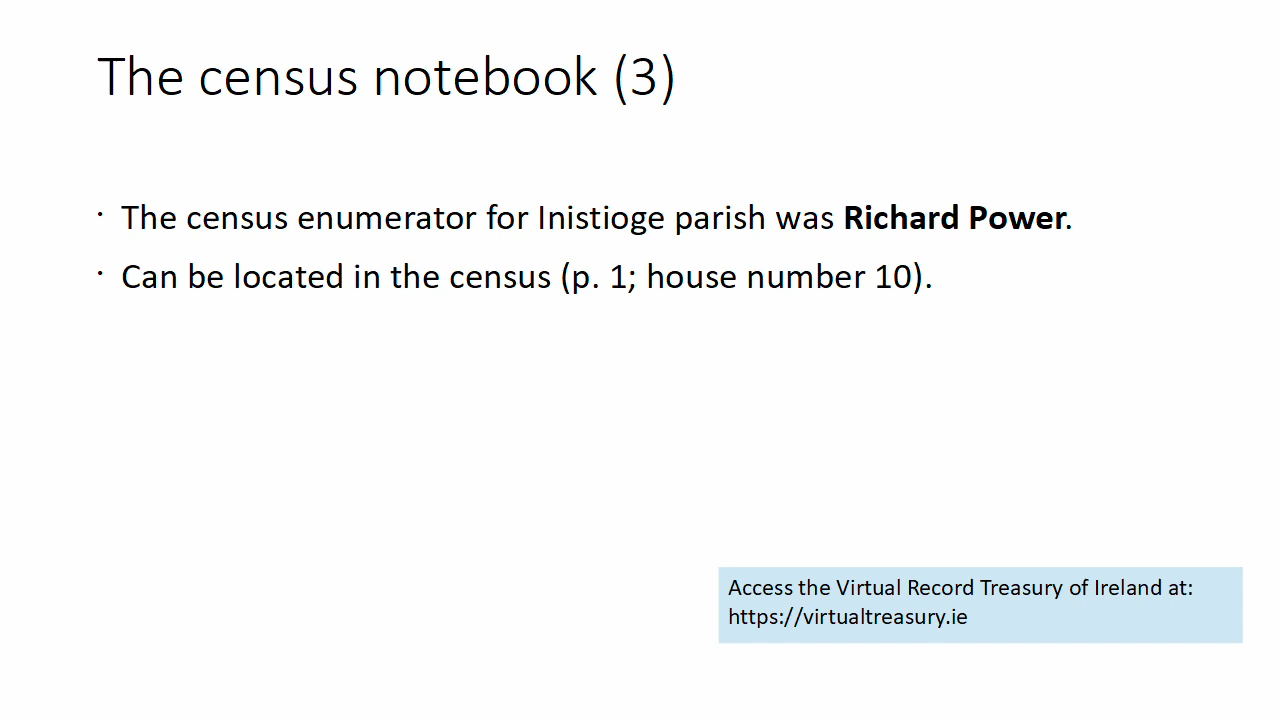 The census notebook (3)
· The census enumerator for Inistioge parish was Richard Power.
· Can be located in the census (p. 1; house number 10).
Access the Virtual Record Treasury of Ireland at:
https://virtualtreasury.ie